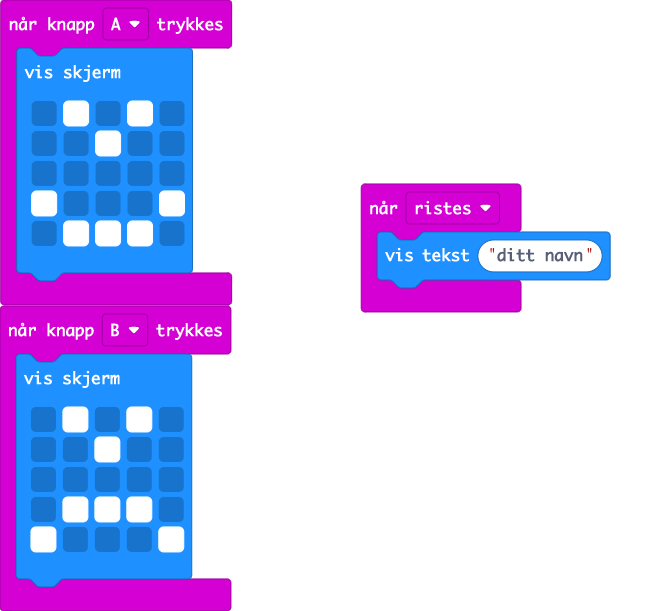 når knapp A trykkes
vis skjerm
når ristes
vis tekst "ditt navn"
når knapp B trykkes
vis skjerm